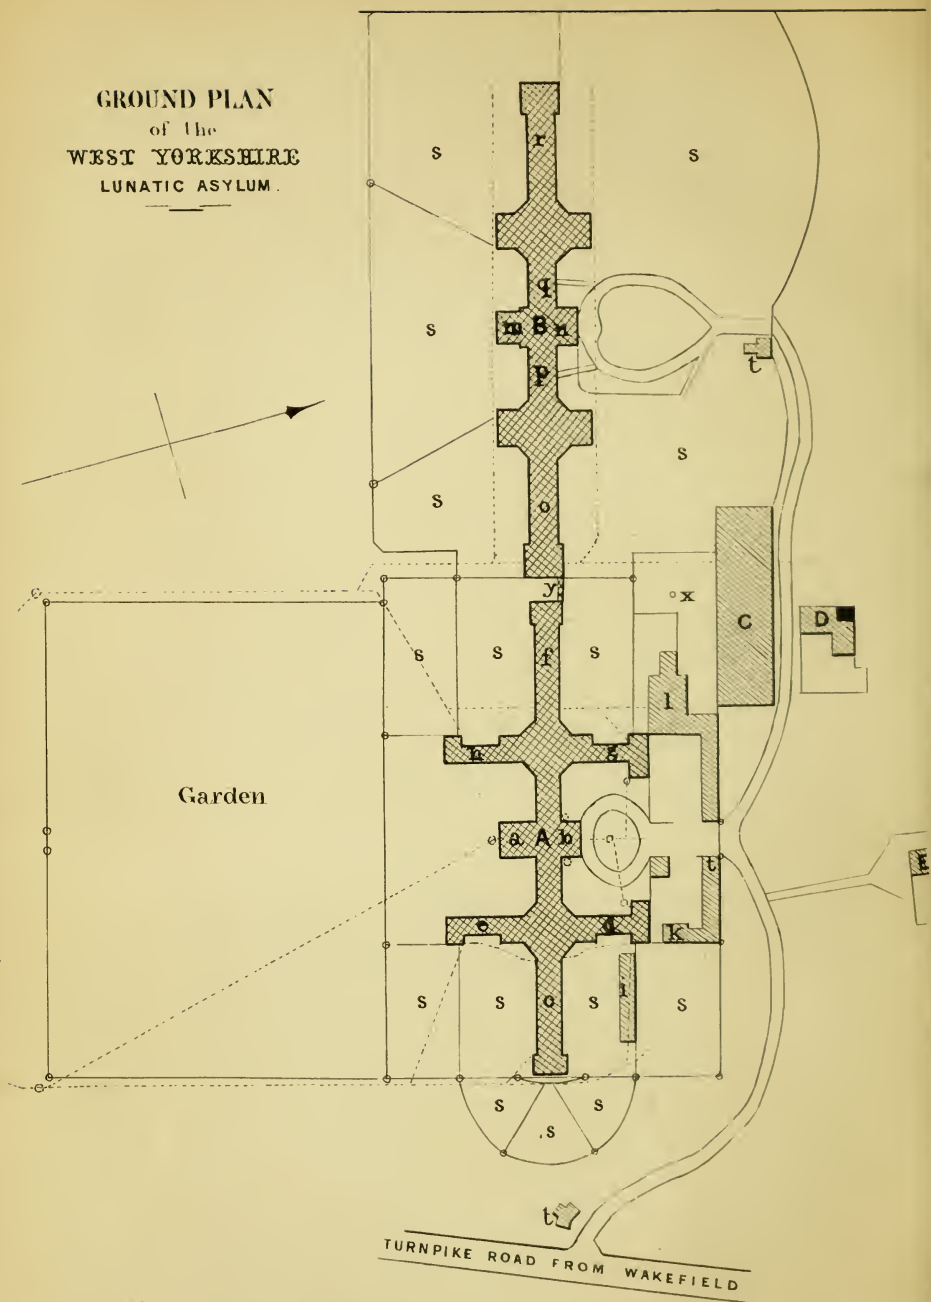 GROUND PLAN
of the
WEST YORKSHIRE
LUNATIC ASYLUM.
s
s
r
q
s
m B n
t
p
s
s
o
y
x
C
D
s
s
f
s
l
h
g
Garden
a A b
t
e
d
k
s
s
o
s
i
s
s
s
s
t
TURNPIKE ROAD FROM WAKEFIELD